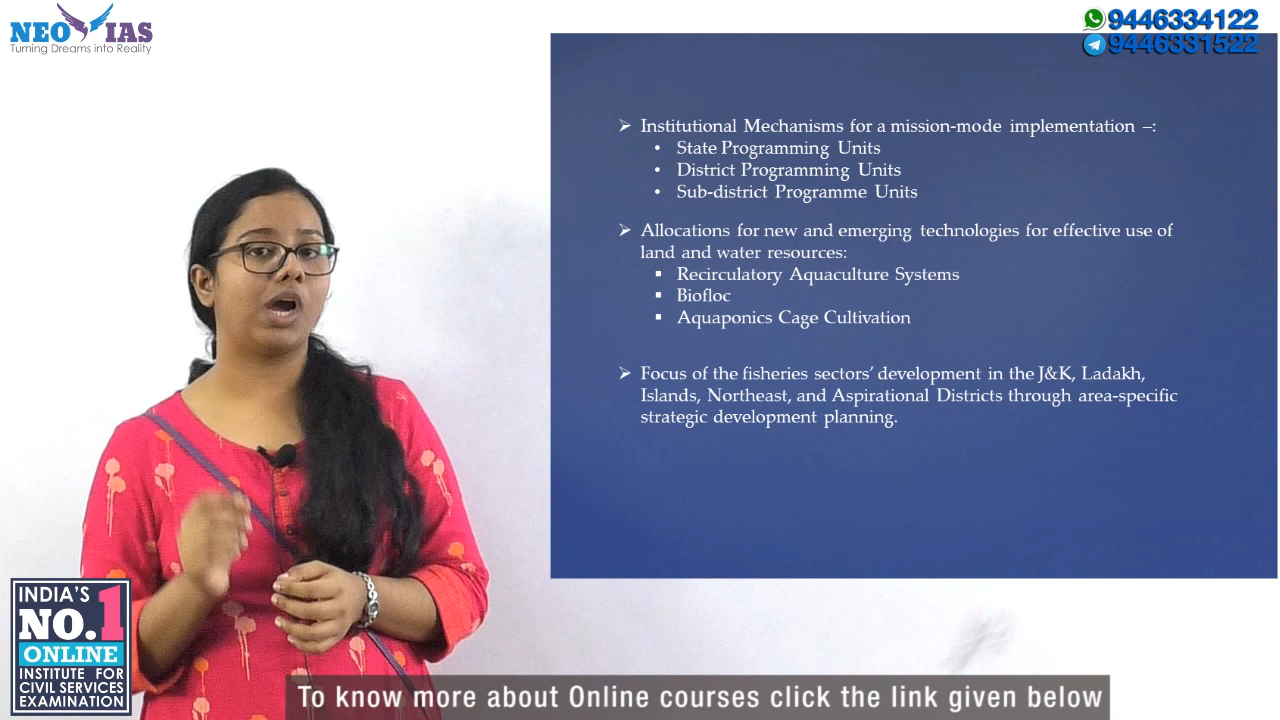 NEO IAS
Turning Dreams into Reality
9446334122
9446331522
➢ Institutional Mechanisms for a mission-mode implementation –:
• State Programming Units
• District Programming Units
• Sub-district Programme Units
➢ Allocations for new and emerging technologies for effective use of
land and water resources:
▪ Recirculatory Aquaculture Systems
▪ Biofloc
▪ Aquaponics Cage Cultivation
➢ Focus of the fisheries sectors’ development in the J&K, Ladakh,
Islands, Northeast, and Aspirational Districts through area-specific
strategic development planning.
INDIA'S
NO.1
ONLINE
INSTITUTE FOR
CIVIL SERVICES
EXAMINATION
To know more about Online courses click the link given below